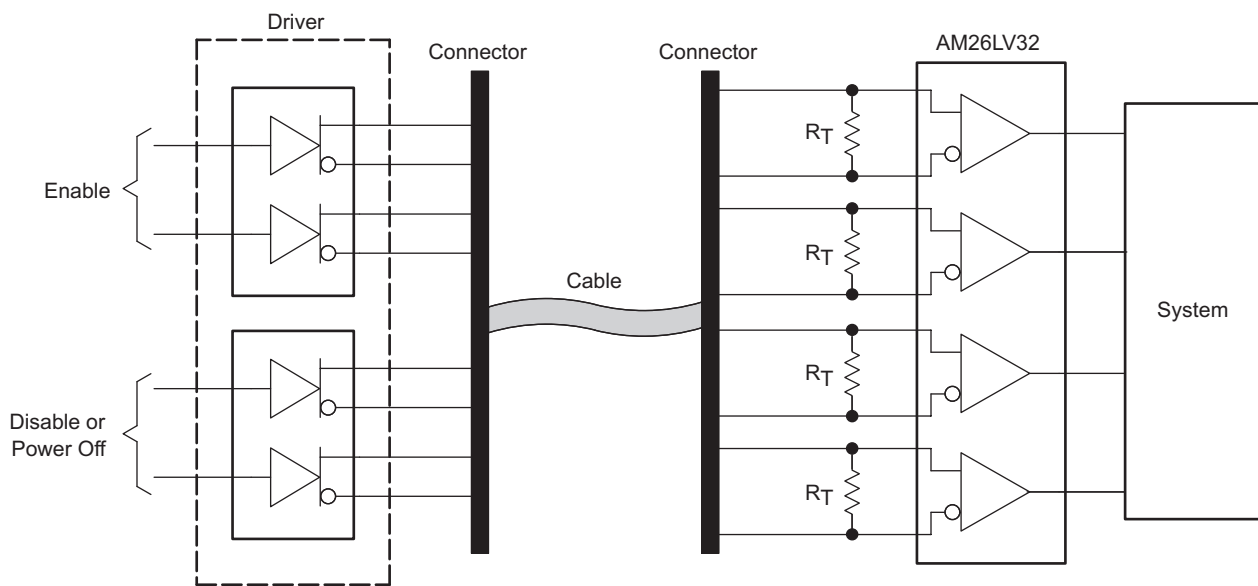 Driver
Connector
Connector
AM26LV32
Enable
Disable or
Power Off
Cable
RT
RT
RT
RT
System